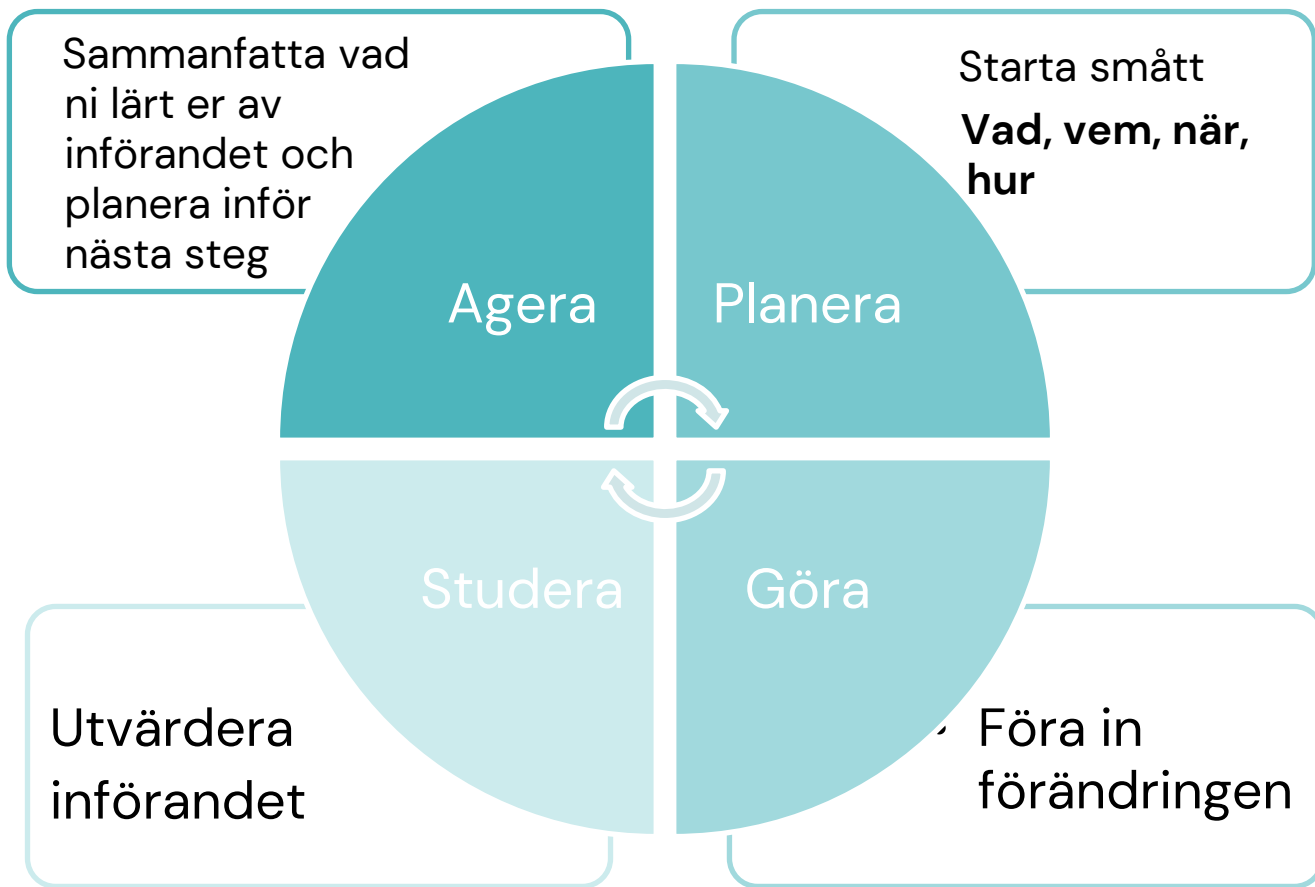 Sammanfatta vad
ni lärt er av
införandet och
planera inför
nästa steg
Starta smått
Vad, vem, när,
hur
Agera
Planera
Studera
Göra
Utvärdera
införandet
Föra in
förändringen